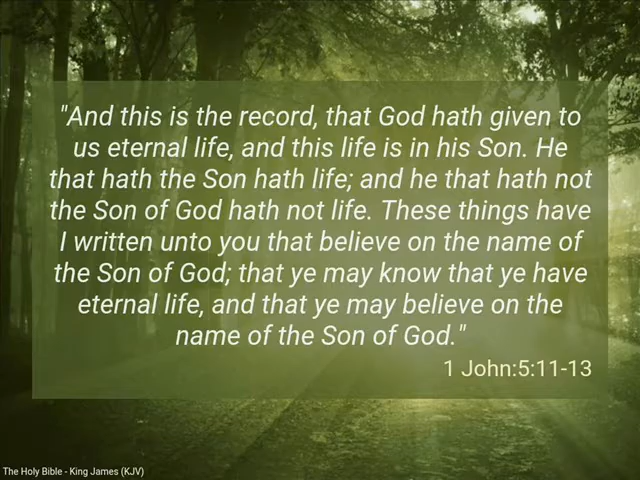 "And this is the record, that God hath given to
us eternal life, and this life is in his Son. He
that hath the Son hath life; and he that hath not
the Son of God hath not life. These things have
I written unto you that believe on the name of
the Son of God; that ye may know that ye have
eternal life, and that ye may believe on the
name of the Son of God."
1 John:5:11-13
The Holy Bible - King James (KJV)